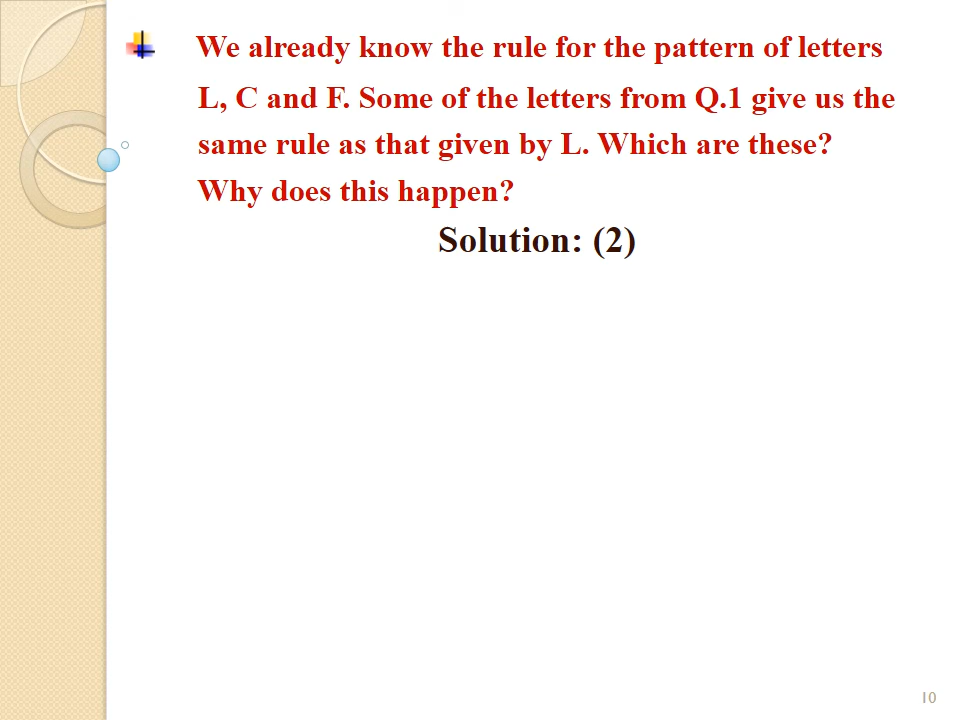 We already know the rule for the pattern of letters
L, C and F. Some of the letters from Q.1 give us the
same rule as that given by L. Which are these?
Why does this happen?
Solution: (2)
10